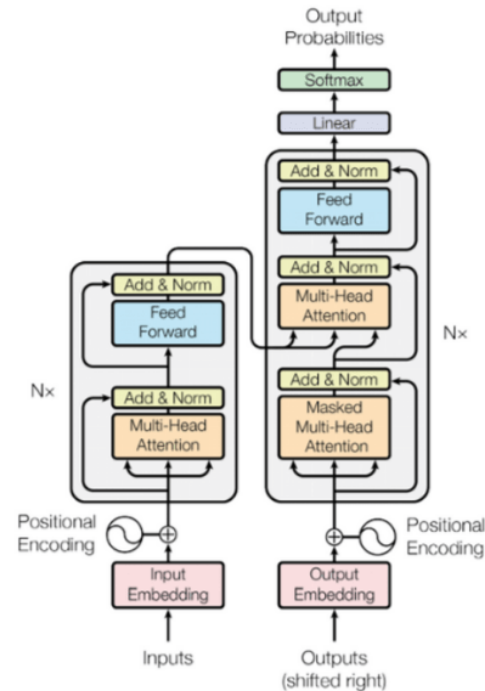 Output
Probabilities
Softmax
Linear
Add & Norm
Feed
Forward
Add & Norm
Multi-Head
Attention
Add & Norm
Masked
Multi-Head
Attention
Nx
Add & Norm
Feed
Forward
Add & Norm
Multi-Head
Attention
Nx
Positional
Encoding
Positional
Encoding
Input
Embedding
Output
Embedding
Inputs
Outputs
(shifted right)